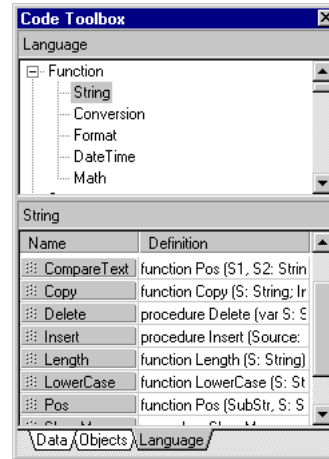 Code Toolbox
Language
Function
String
Conversion
Format
DateTime
Math
String
Name Definition
CompareText function Pos (S1, S2: Strin
Copy function Copy (S: String; Ir
Delete procedure Delete (var S: S
Insert procedure Insert (Source:
Length function Length (S: String)
LowerCase function LowerCase (S: St
Pos function Pos (SubStr, S: S
Data Objects Language